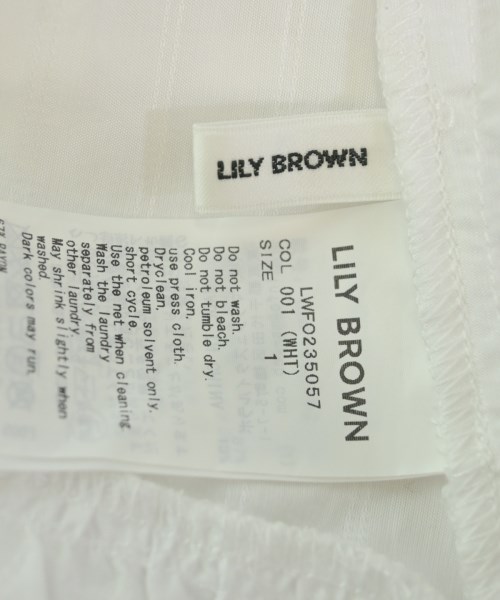 LILY BROWN
LILY BROWN
LWFO235057
COL 001 (WHT)
SIZE 1
Do not wash.
Do not bleach.
Do not tumble dry.
Cool iron.
use press cloth.
Dryclean,
petroleum solvent only.
short cycle.
Use the net when cleaning
Wash the laundry
separately from
other laundry.
May shrink slightly when
washed.
Dark colors may run.